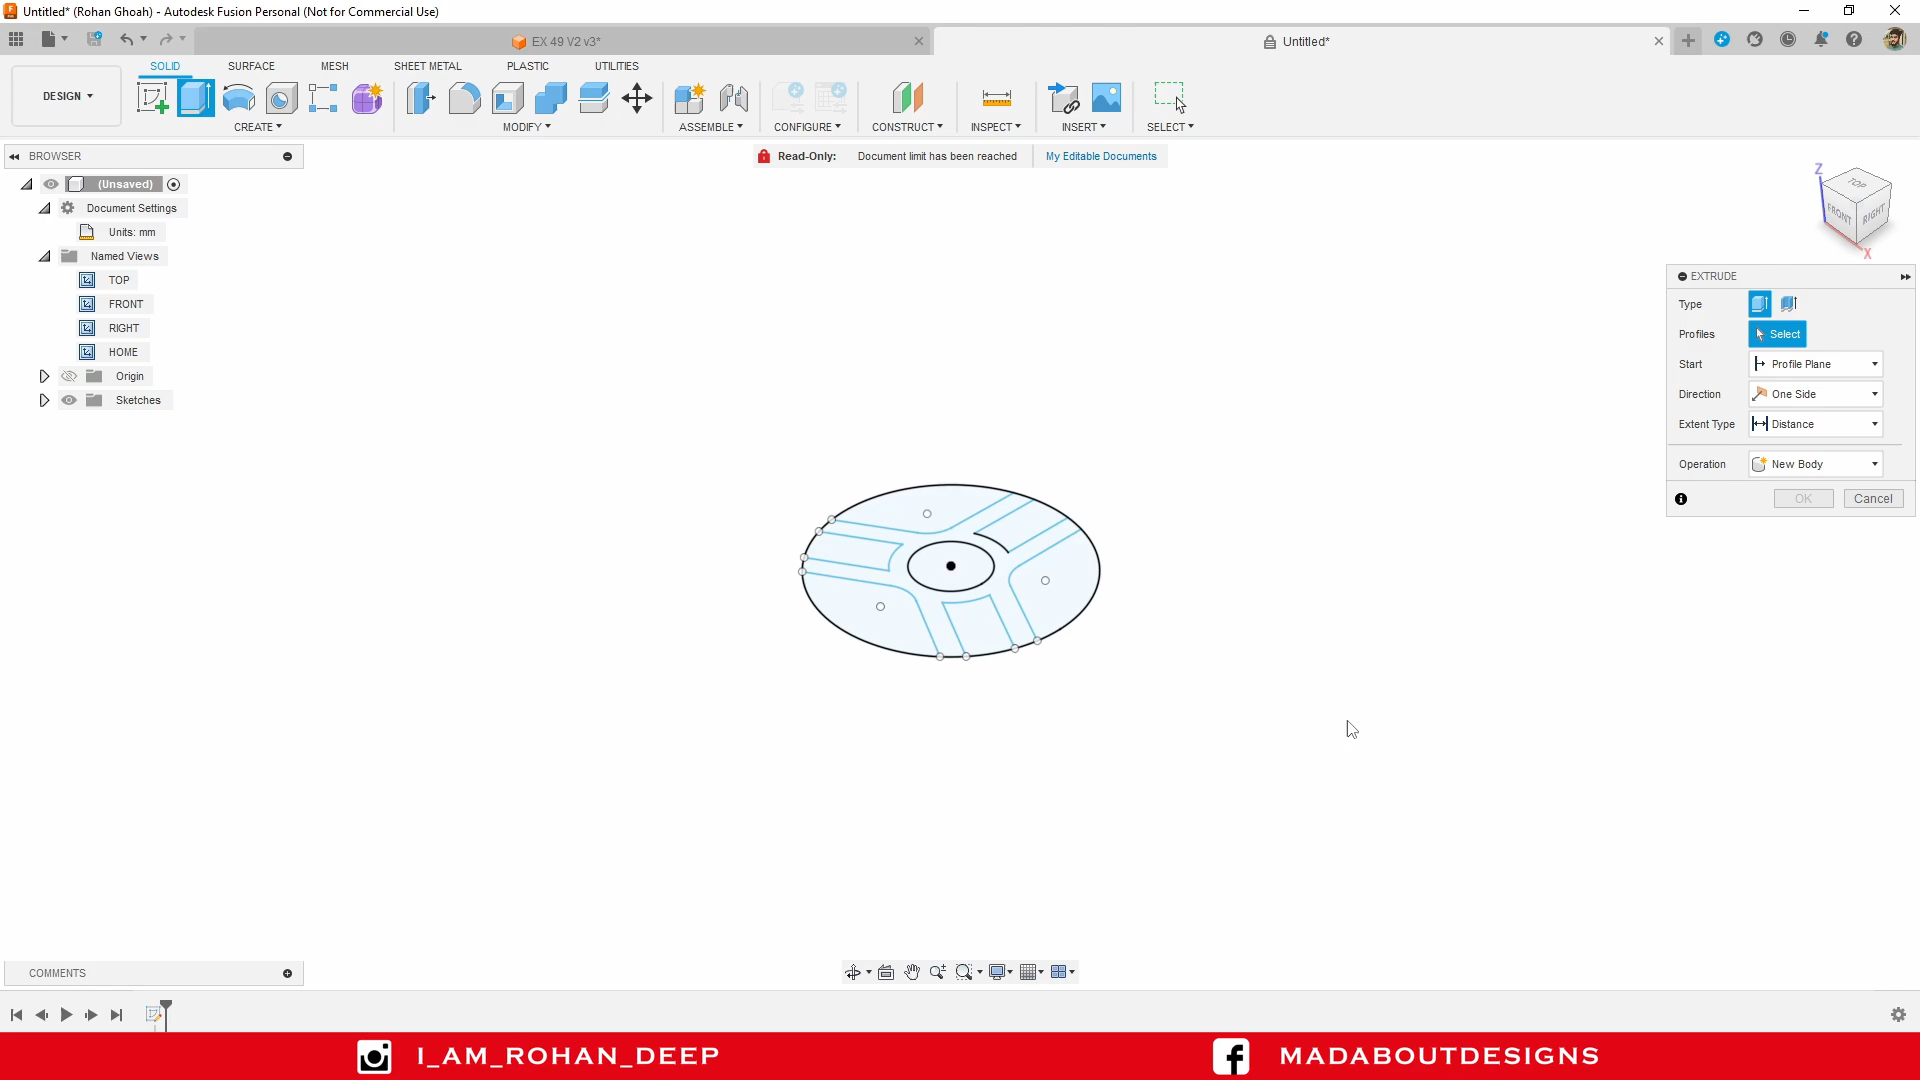 Untitled* (Rohan Ghoah) - Autodesk Fusion Personal (Not for Commercial Use)
EX 49 V2 v3*
Untitled*
DESIGN
SOLID
SURFACE
MESH
SHEET METAL
PLASTIC
UTILITIES
CREATE
MODIFY
ASSEMBLE
CONFIGURE
CONSTRUCT
INSPECT
INSERT
SELECT
BROWSER
Read-Only: Document limit has been reached My Editable Documents
(Unsaved)
Document Settings
Units: mm
Named Views
TOP
FRONT
RIGHT
HOME
Origin
Sketches
Z
TOP
FRONT
RIGHT
X
EXTRUDE
Type
Profiles Select
Start Profile Plane
Direction One Side
Extent Type Distance
Operation New Body
OK Cancel
COMMENTS
I_AM_ROHAN_DEEP
MADABOUTDESIGNS